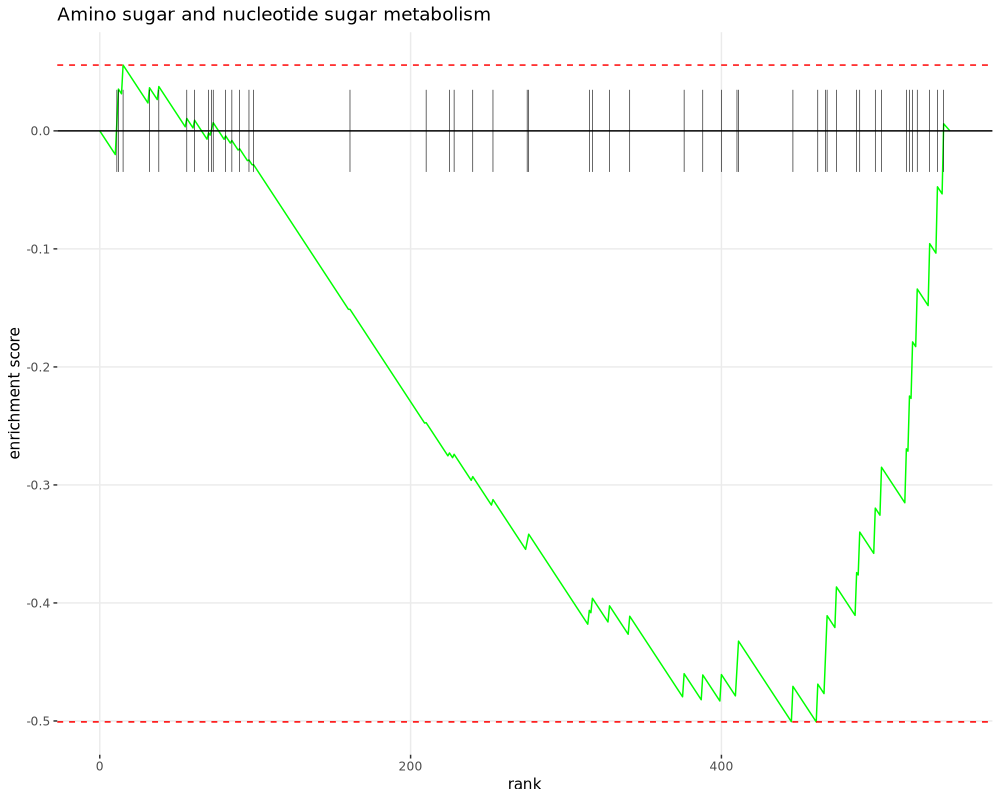 Amino sugar and nucleotide sugar metabolism
0.0
-0.1
-0.2
-0.3
-0.4
-0.5
enrichment score
0 200 400
rank